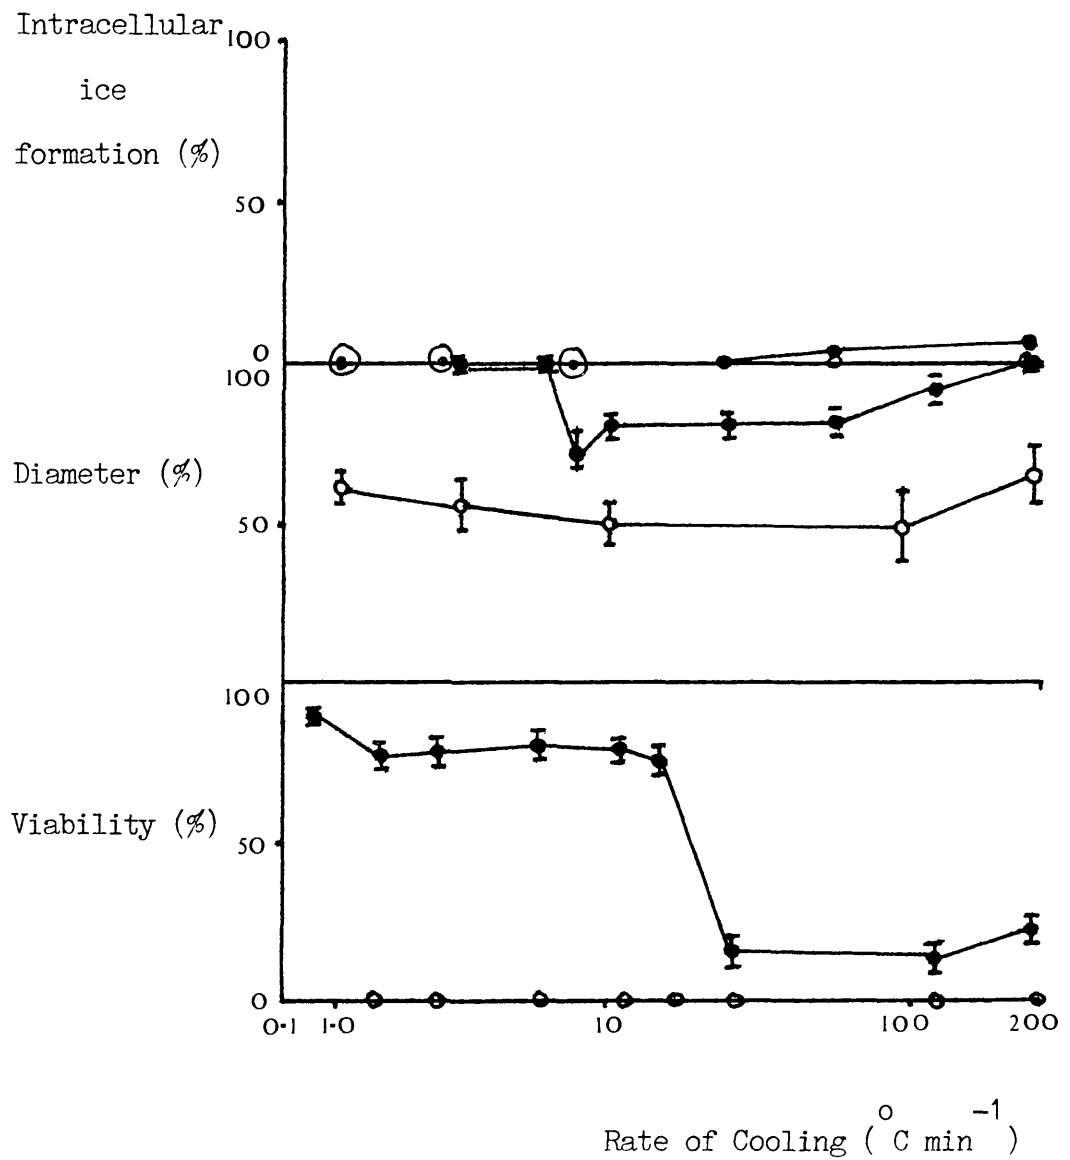 Intracellular
ice
formation (%)
100
50
0
100
Diameter (%)
50
100
Viability (%)
50
0
0·1 1·0 10 100 200
Rate of Cooling (°C min⁻¹)